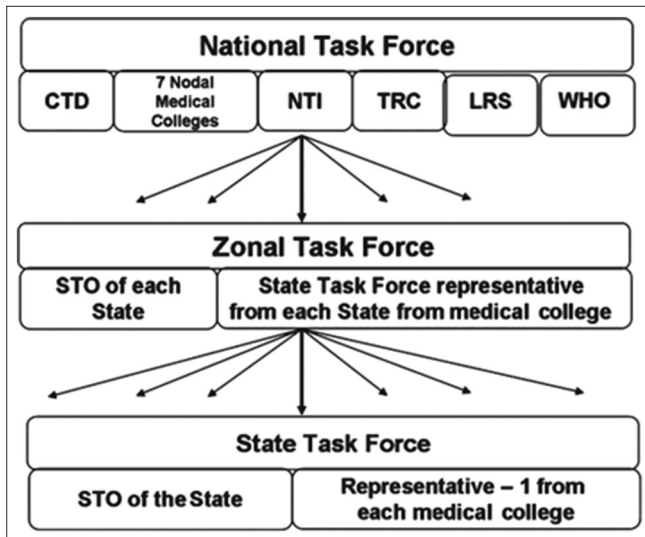 National Task Force
CTD
7 Nodal
Medical
Colleges
NTI
TRC
LRS
WHO
Zonal Task Force
STO of each
State
State Task Force representative
from each State from medical college
State Task Force
STO of the State
Representative – 1 from
each medical college